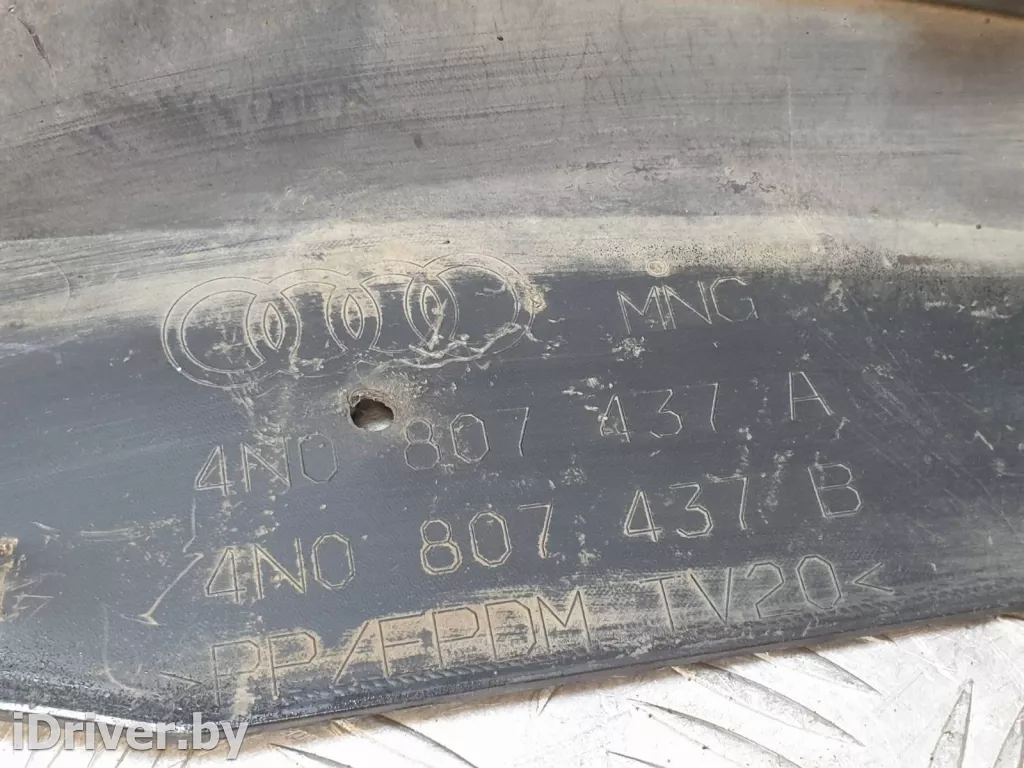 MNG
4N0 807 437 A
4N0 807 437 B
>PP/EPDM TV20<
iDriver.by